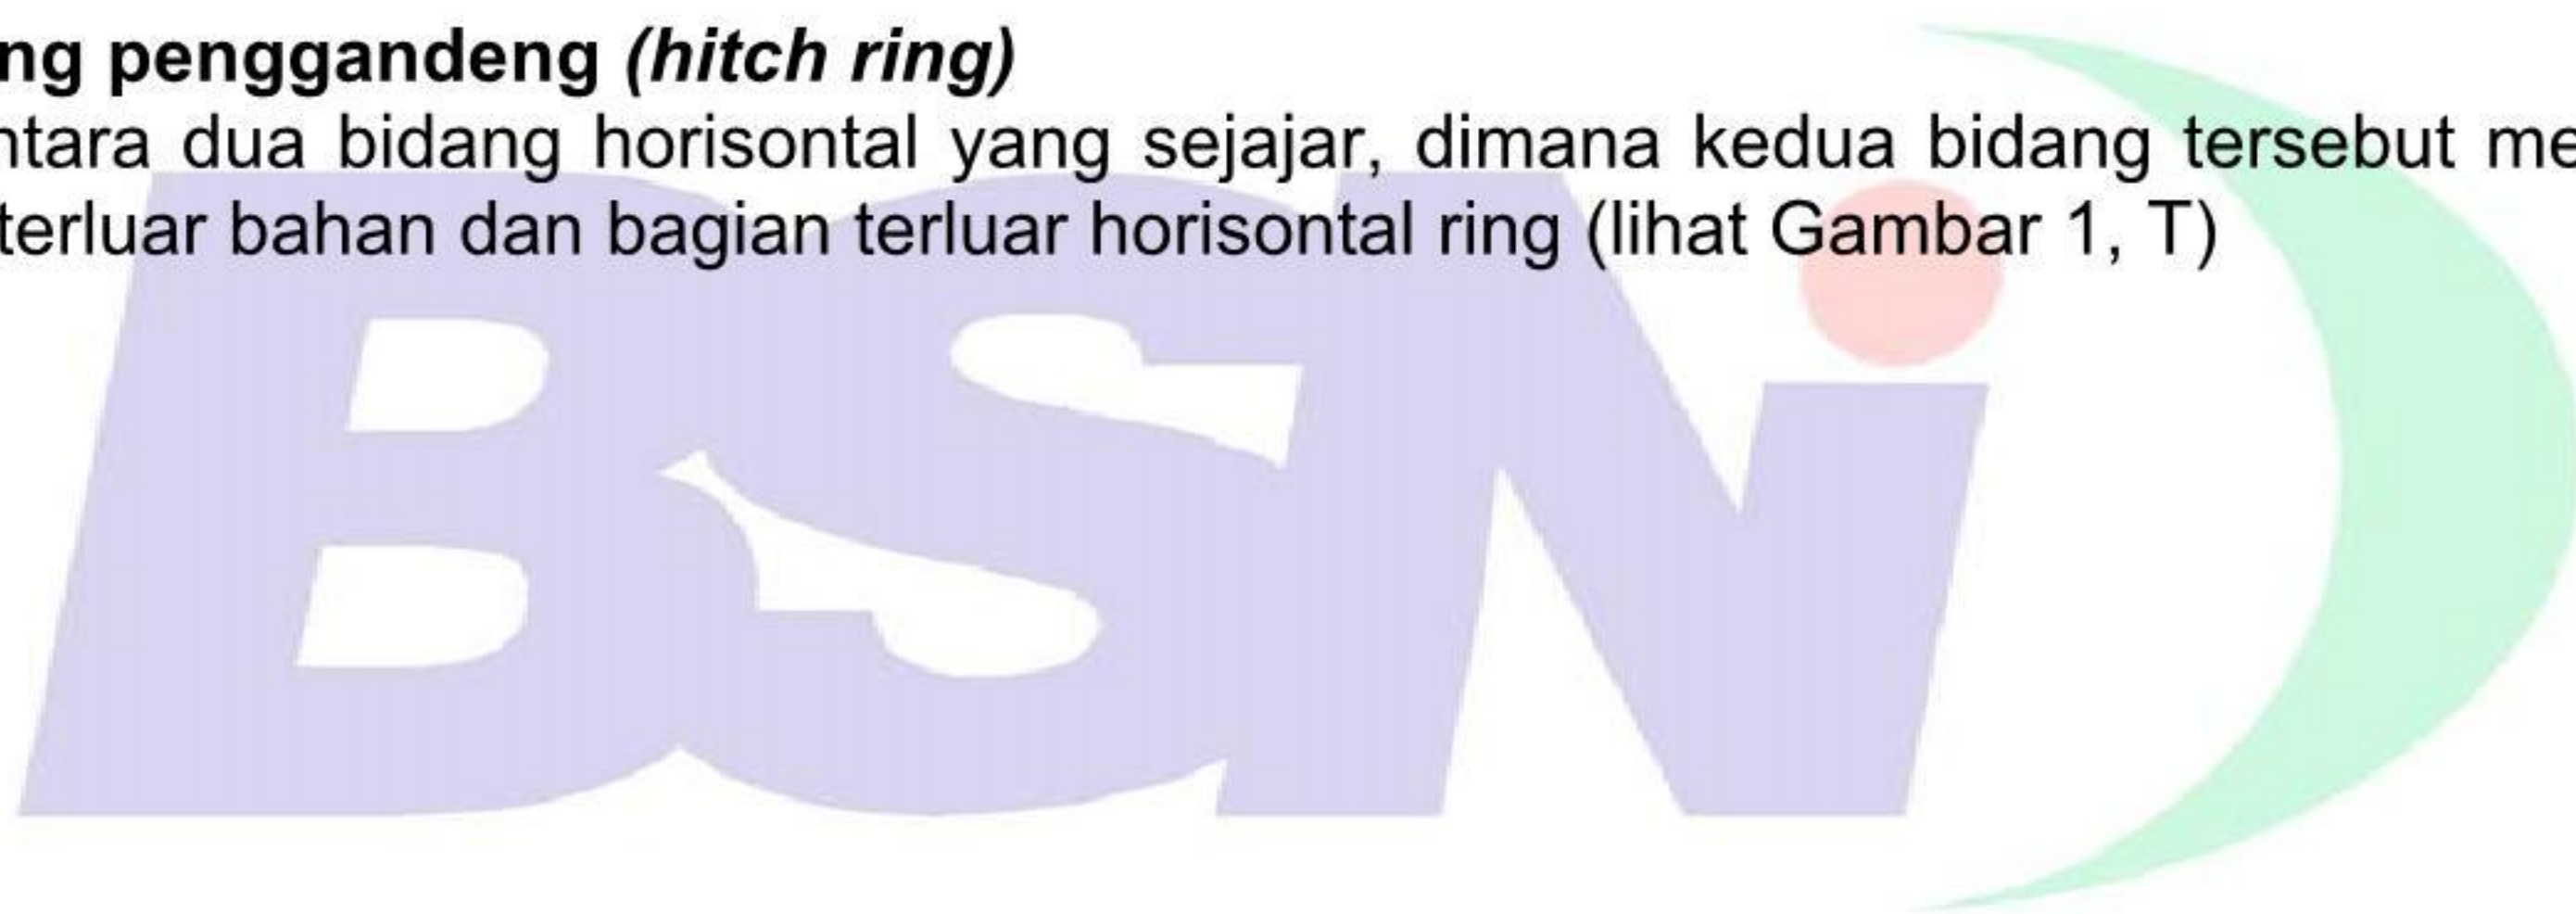 ng penggandeng (hitch ring)
ntara dua bidang horisontal yang sejajar, dimana kedua bidang tersebut me
terluar bahan dan bagian terluar horisontal ring (lihat Gambar 1, T)
BSNi